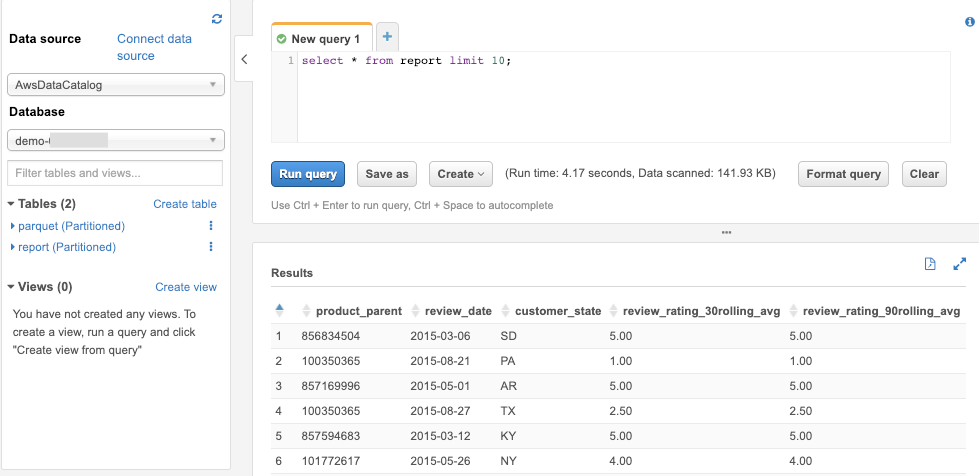 Data source
Connect data
source
AwsDataCatalog
Database
demo-
Filter tables and views...
Tables (2)
Create table
parquet (Partitioned)
report (Partitioned)
Views (0)
Create view
You have not created any views. To
create a view, run a query and click
"Create view from query"
New query 1
1 select * from report limit 10;
Run query Save as Create (Run time: 4.17 seconds, Data scanned: 141.93 KB) Format query Clear
Use Ctrl + Enter to run query, Ctrl + Space to autocomplete
Results
product_parent review_date customer_state review_rating_30rolling_avg review_rating_90rolling_avg
1 856834504 2015-03-06 SD 5.00 5.00
2 100350365 2015-08-21 PA 1.00 1.00
3 857169996 2015-05-01 AR 5.00 5.00
4 100350365 2015-08-27 TX 2.50 2.50
5 857594683 2015-03-12 KY 5.00 5.00
6 101772617 2015-05-26 NY 4.00 4.00